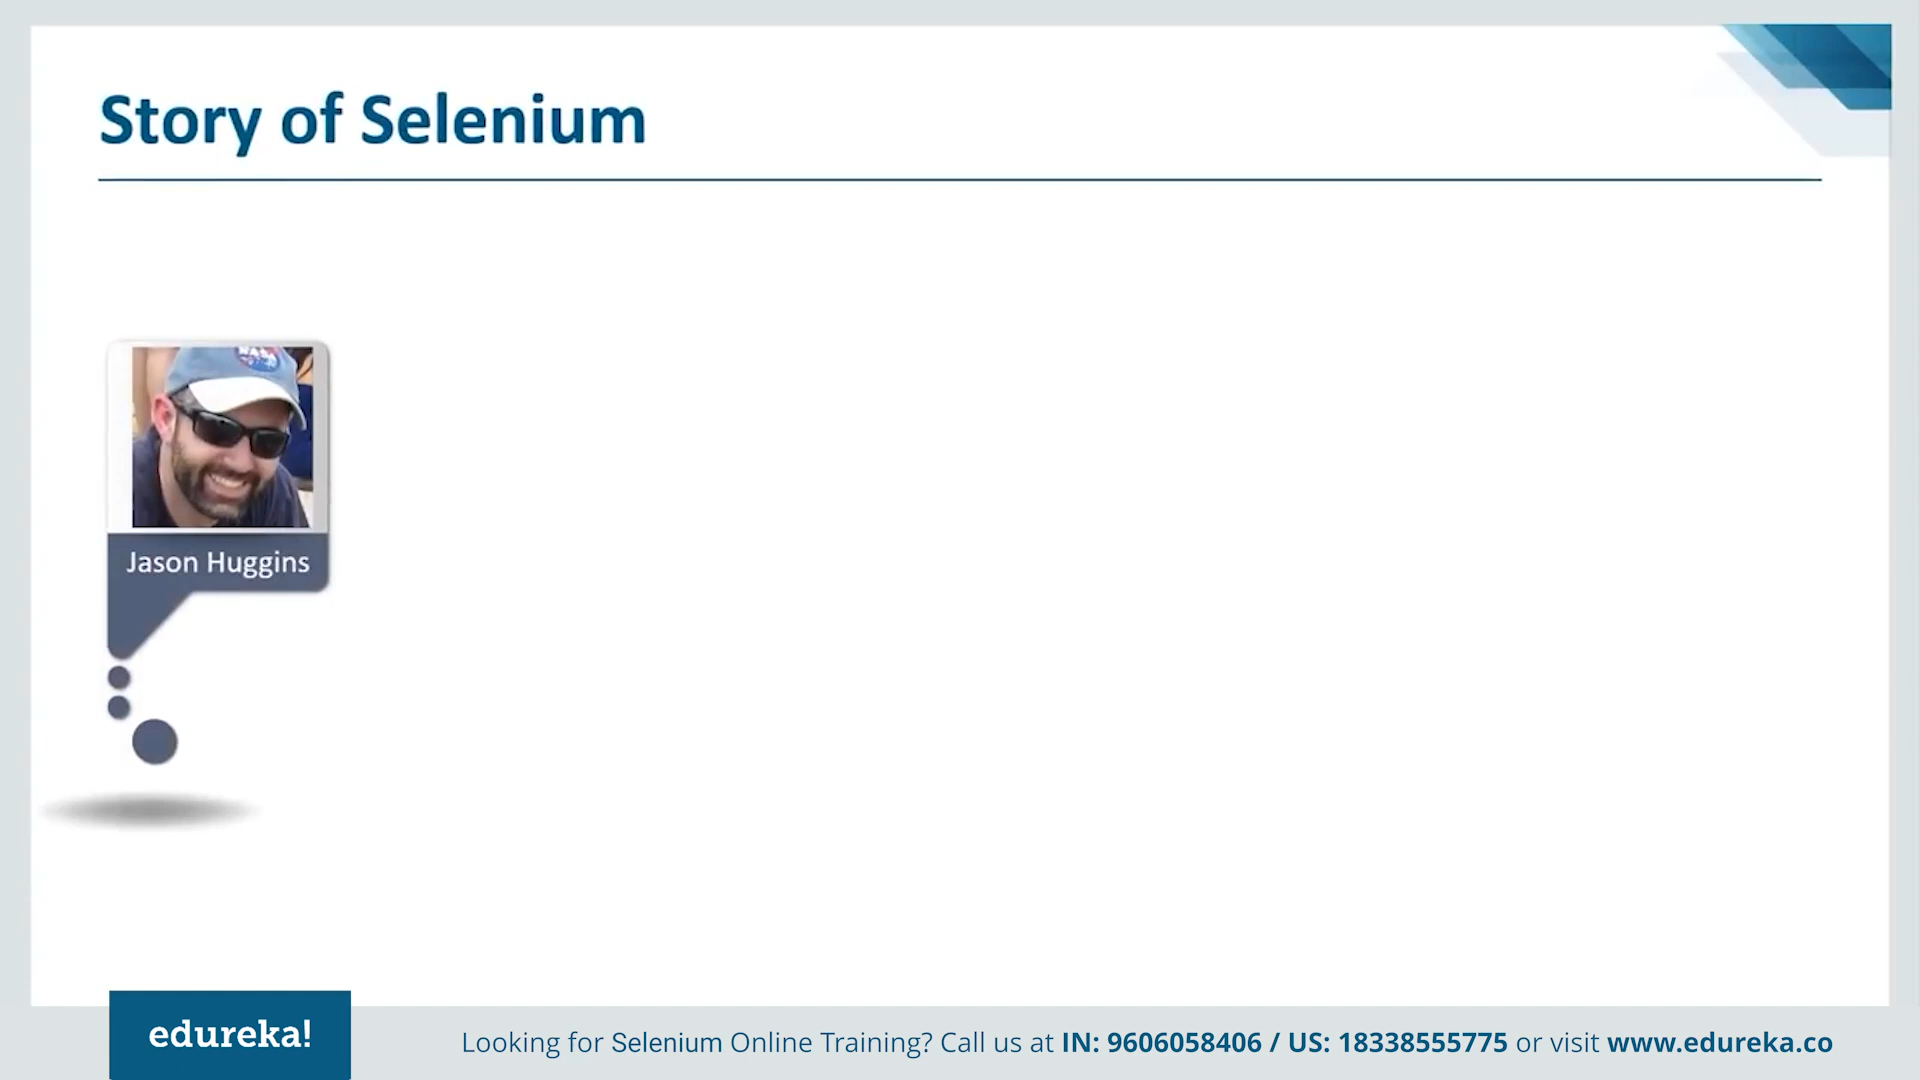 Story of Selenium
NASA
Jason Huggins
edureka!
Looking for Selenium Online Training? Call us at IN: 9606058406 / US: 18338555775 or visit www.edureka.co